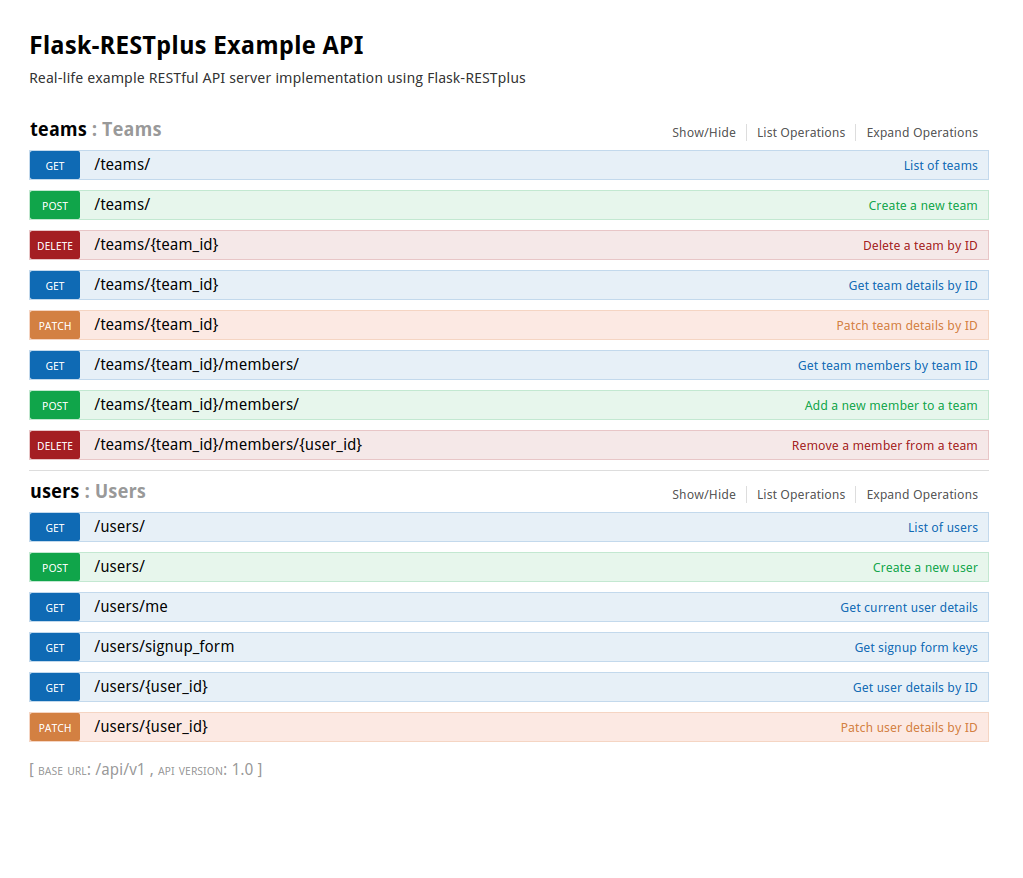 Flask-RESTplus Example API
Real-life example RESTful API server implementation using Flask-RESTplus
teams : Teams Show/Hide List Operations Expand Operations
GET /teams/ List of teams
POST /teams/ Create a new team
DELETE /teams/{team_id} Delete a team by ID
GET /teams/{team_id} Get team details by ID
PATCH /teams/{team_id} Patch team details by ID
GET /teams/{team_id}/members/ Get team members by team ID
POST /teams/{team_id}/members/ Add a new member to a team
DELETE /teams/{team_id}/members/{user_id} Remove a member from a team
users : Users Show/Hide List Operations Expand Operations
GET /users/ List of users
POST /users/ Create a new user
GET /users/me Get current user details
GET /users/signup_form Get signup form keys
GET /users/{user_id} Get user details by ID
PATCH /users/{user_id} Patch user details by ID
[ BASE URL: /api/v1 , API VERSION: 1.0 ]